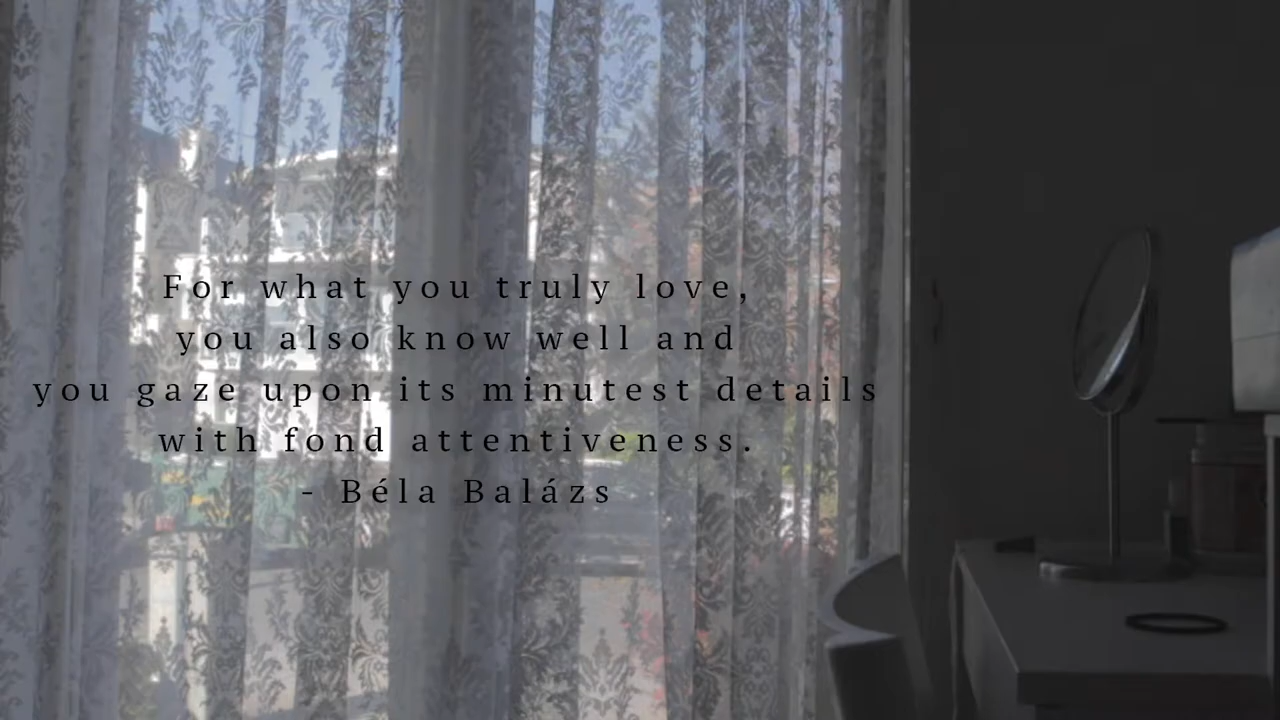 For what you truly love,
you also know well and
you gaze upon its minutest details
with fond attentiveness.
- Béla Balázs